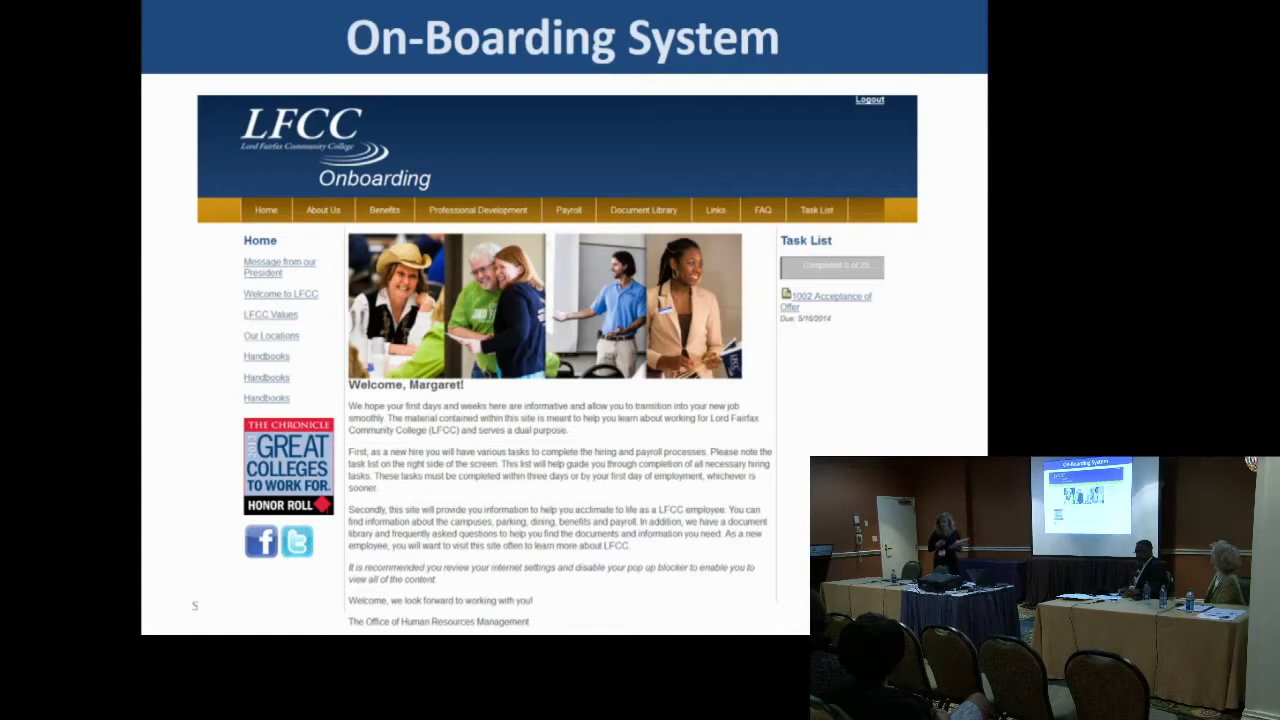 On-Boarding System
Logout
LFCC
Lord Fairfax Community College
Onboarding
Home
About Us
Benefits
Professional Development
Payroll
Document Library
Links
FAQ
Task List
Home
Message from our
President
Welcome to LFCC
LFCC Values
Our Locations
Handbooks
Handbooks
Handbooks
THE CHRONICLE
2013
GREAT
COLLEGES
TO WORK FOR.
HONOR ROLL
Welcome, Margaret!
We hope your first days and weeks here are informative and allow you to transition into your new job
smoothly. The material contained within this site is meant to help you learn about working for Lord Fairfax
Community College (LFCC) and serves a dual purpose.
First, as a new hire you will have various tasks to complete the hiring and payroll processes. Please note the
task list on the right side of the screen. This list will help guide you through completion of all necessary hiring
tasks. These tasks must be completed within three days or by your first day of employment, whichever is
sooner.
Secondly, this site will provide you information to help you acclimate to life as a LFCC employee. You can
find information about the campuses, parking, dining, benefits and payroll. In addition, we have a document
library and frequently asked questions to help you find the documents and information you need. As a new
employee, you will want to visit this site often to learn more about LFCC.
It is recommended you review your internet settings and disable your pop up blocker to enable you to
view all of the content.
Welcome, we look forward to working with you!
The Office of Human Resources Management
Task List
Completed 0 of 25
1002 Acceptance of
Offer
Due: 5/16/2014
S
On-Boarding System